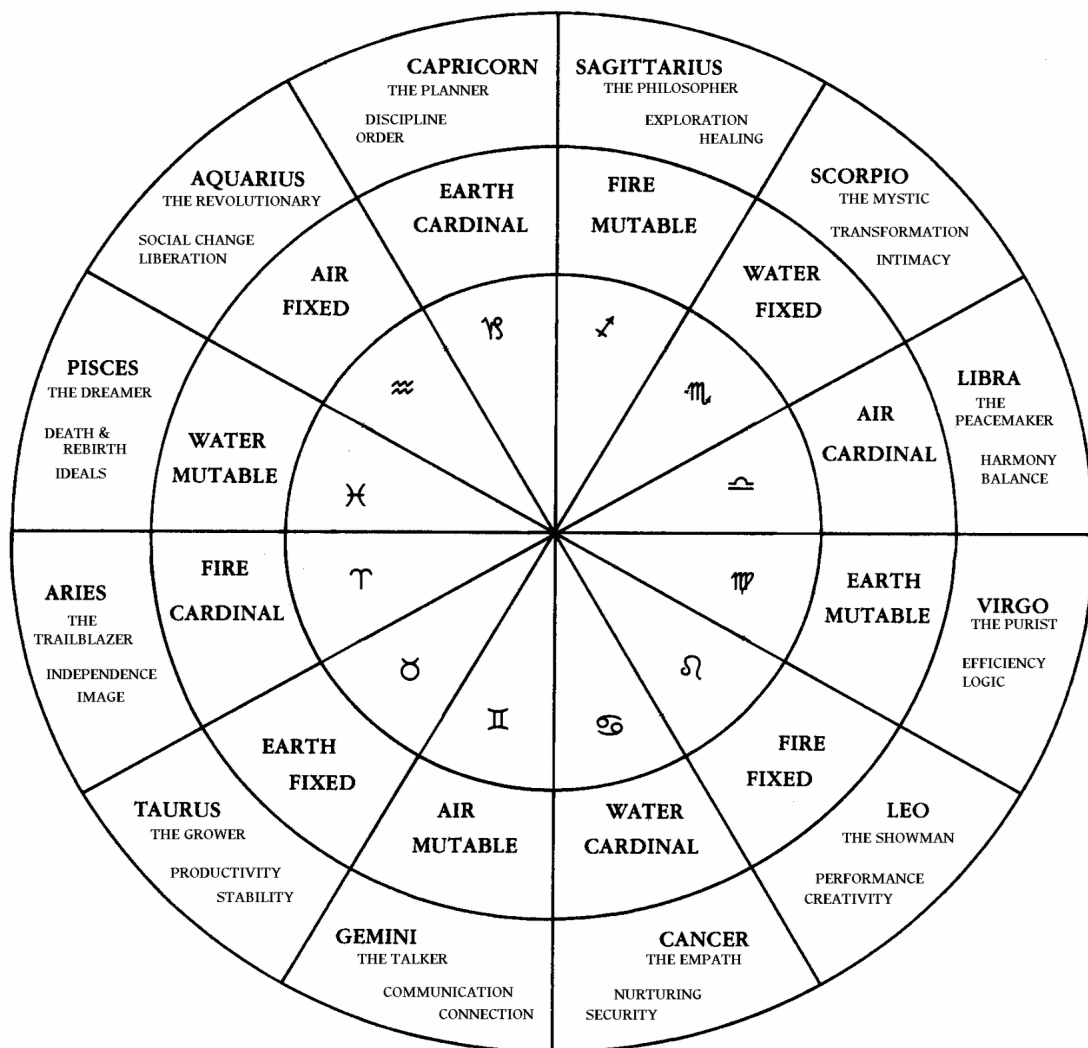 CAPRICORN
THE PLANNER
DISCIPLINE
ORDER
EARTH
CARDINAL
♑
SAGITTARIUS
THE PHILOSOPHER
EXPLORATION
HEALING
FIRE
MUTABLE
♐
SCORPIO
THE MYSTIC
TRANSFORMATION
INTIMACY
WATER
FIXED
♏
LIBRA
THE
PEACEMAKER
HARMONY
BALANCE
AIR
CARDINAL
♎
VIRGO
THE PURIST
EFFICIENCY
LOGIC
EARTH
MUTABLE
♍
LEO
THE SHOWMAN
PERFORMANCE
CREATIVITY
FIRE
FIXED
♌
CANCER
THE EMPATH
NURTURING
SECURITY
WATER
CARDINAL
♋
GEMINI
THE TALKER
COMMUNICATION
CONNECTION
AIR
MUTABLE
♊
TAURUS
THE GROWER
PRODUCTIVITY
STABILITY
EARTH
FIXED
♉
ARIES
THE
TRAILBLAZER
INDEPENDENCE
IMAGE
FIRE
CARDINAL
♈
PISCES
THE DREAMER
DEATH &
REBIRTH
IDEALS
WATER
MUTABLE
♓
AQUARIUS
THE REVOLUTIONARY
SOCIAL CHANGE
LIBERATION
AIR
FIXED
♒